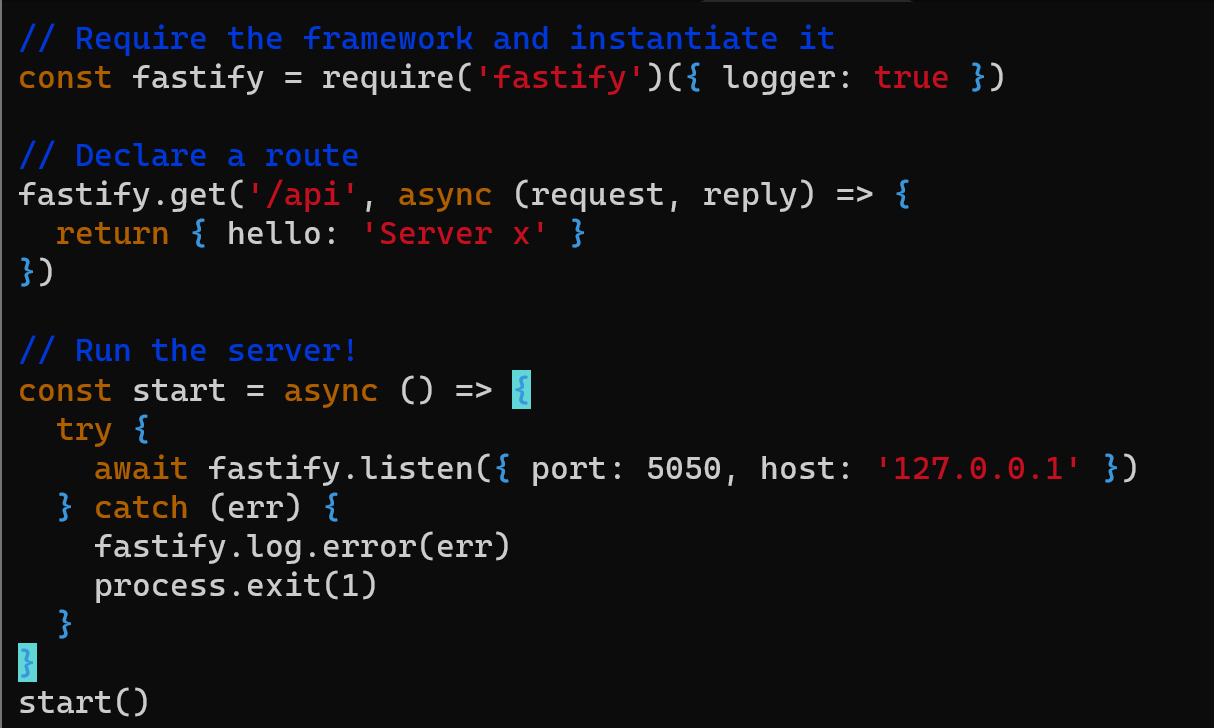 // Require the framework and instantiate it
const fastify = require('fastify')({ logger: true })
// Declare a route
fastify.get('/api', async (request, reply) => {
  return { hello: 'Server x' }
})
// Run the server!
const start = async () => {
  try {
    await fastify.listen({ port: 5050, host: '127.0.0.1' })
  } catch (err) {
    fastify.log.error(err)
    process.exit(1)
  }
}
start()